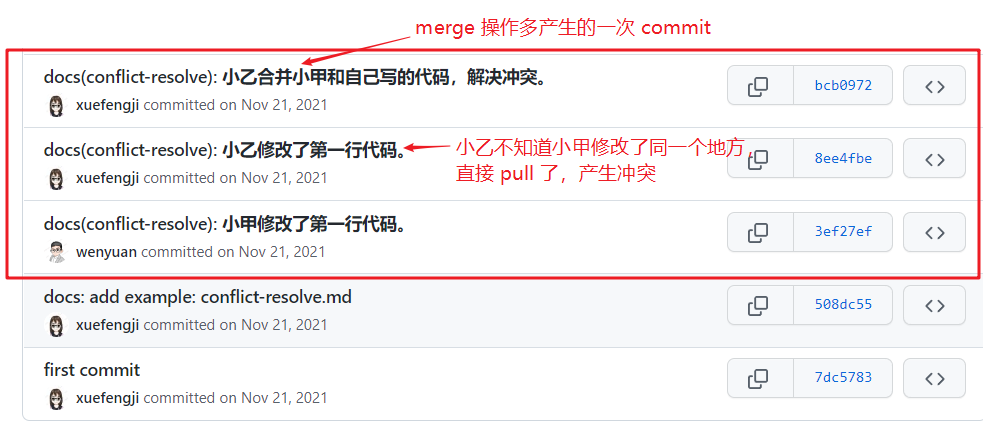 merge 操作多产生的一次 commit
docs(conflict-resolve): 小乙合并小甲和自己写的代码，解决冲突。
xuefengji committed on Nov 21, 2021
bcb0972
docs(conflict-resolve): 小乙修改了第一行代码。
xuefengji committed on Nov 21, 2021
小乙不知道小甲修改了同一个地方，
直接 pull 了，产生冲突
8ee4fbe
docs(conflict-resolve): 小甲修改了第一行代码。
wenyuan committed on Nov 21, 2021
3ef27ef
docs: add example: conflict-resolve.md
xuefengji committed on Nov 21, 2021
508dc55
first commit
xuefengji committed on Nov 21, 2021
7dc5783